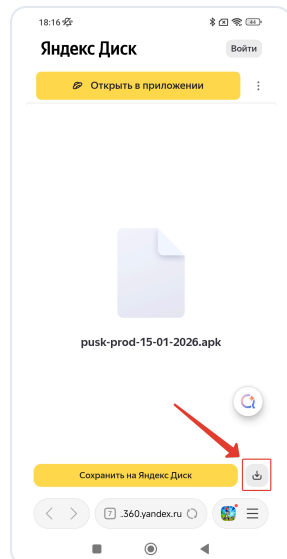 18:16
44
Яндекс Диск
Войти
Открыть в приложении
pusk-prod-15-01-2026.apk
Сохранить на Яндекс Диск
7
..360.yandex.ru